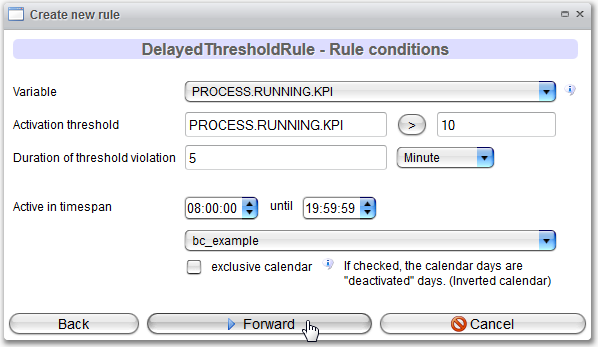 Create new rule
DelayedThresholdRule - Rule conditions
Variable PROCESS.RUNNING.KPI
Activation threshold PROCESS.RUNNING.KPI > 10
Duration of threshold violation 5 Minute
Active in timespan 08:00:00 until 19:59:59
bc_example
exclusive calendar If checked, the calendar days are
"deactivated" days. (Inverted calendar)
Back Forward Cancel